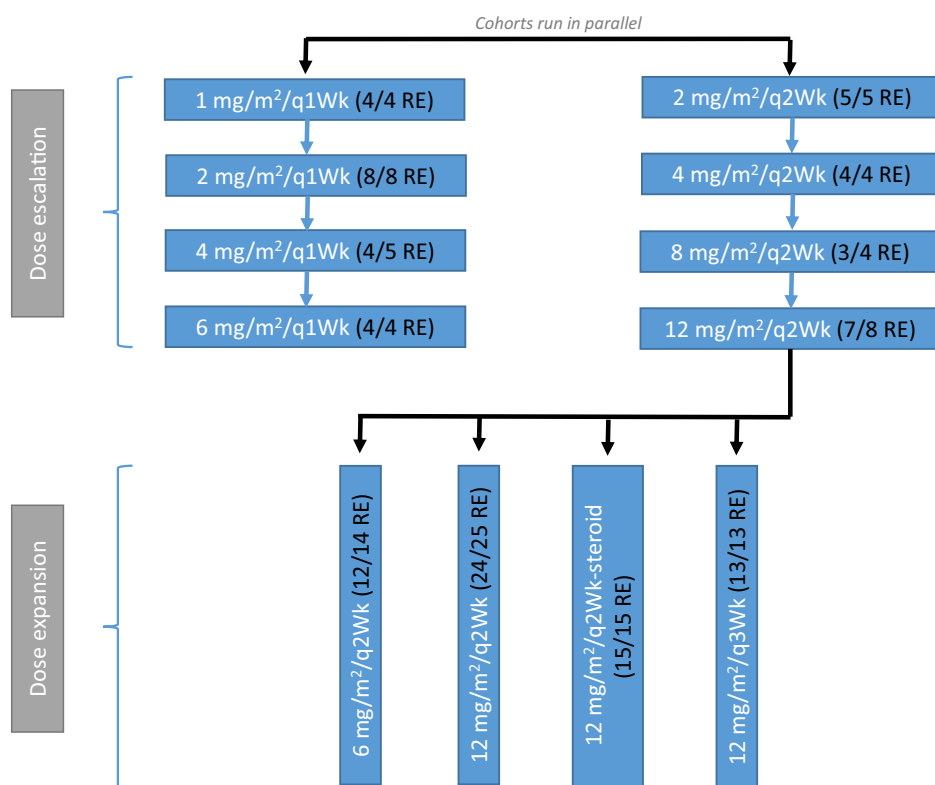 Cohorts run in parallel
Dose escalation
1 mg/m²/q1Wk (4/4 RE)
2 mg/m²/q1Wk (8/8 RE)
4 mg/m²/q1Wk (4/5 RE)
6 mg/m²/q1Wk (4/4 RE)
2 mg/m²/q2Wk (5/5 RE)
4 mg/m²/q2Wk (4/4 RE)
8 mg/m²/q2Wk (3/4 RE)
12 mg/m²/q2Wk (7/8 RE)
Dose expansion
6 mg/m²/q2Wk (12/14 RE)
12 mg/m²/q2Wk (24/25 RE)
12 mg/m²/q2Wk-steroid
(15/15 RE)
12 mg/m²/q3Wk (13/13 RE)